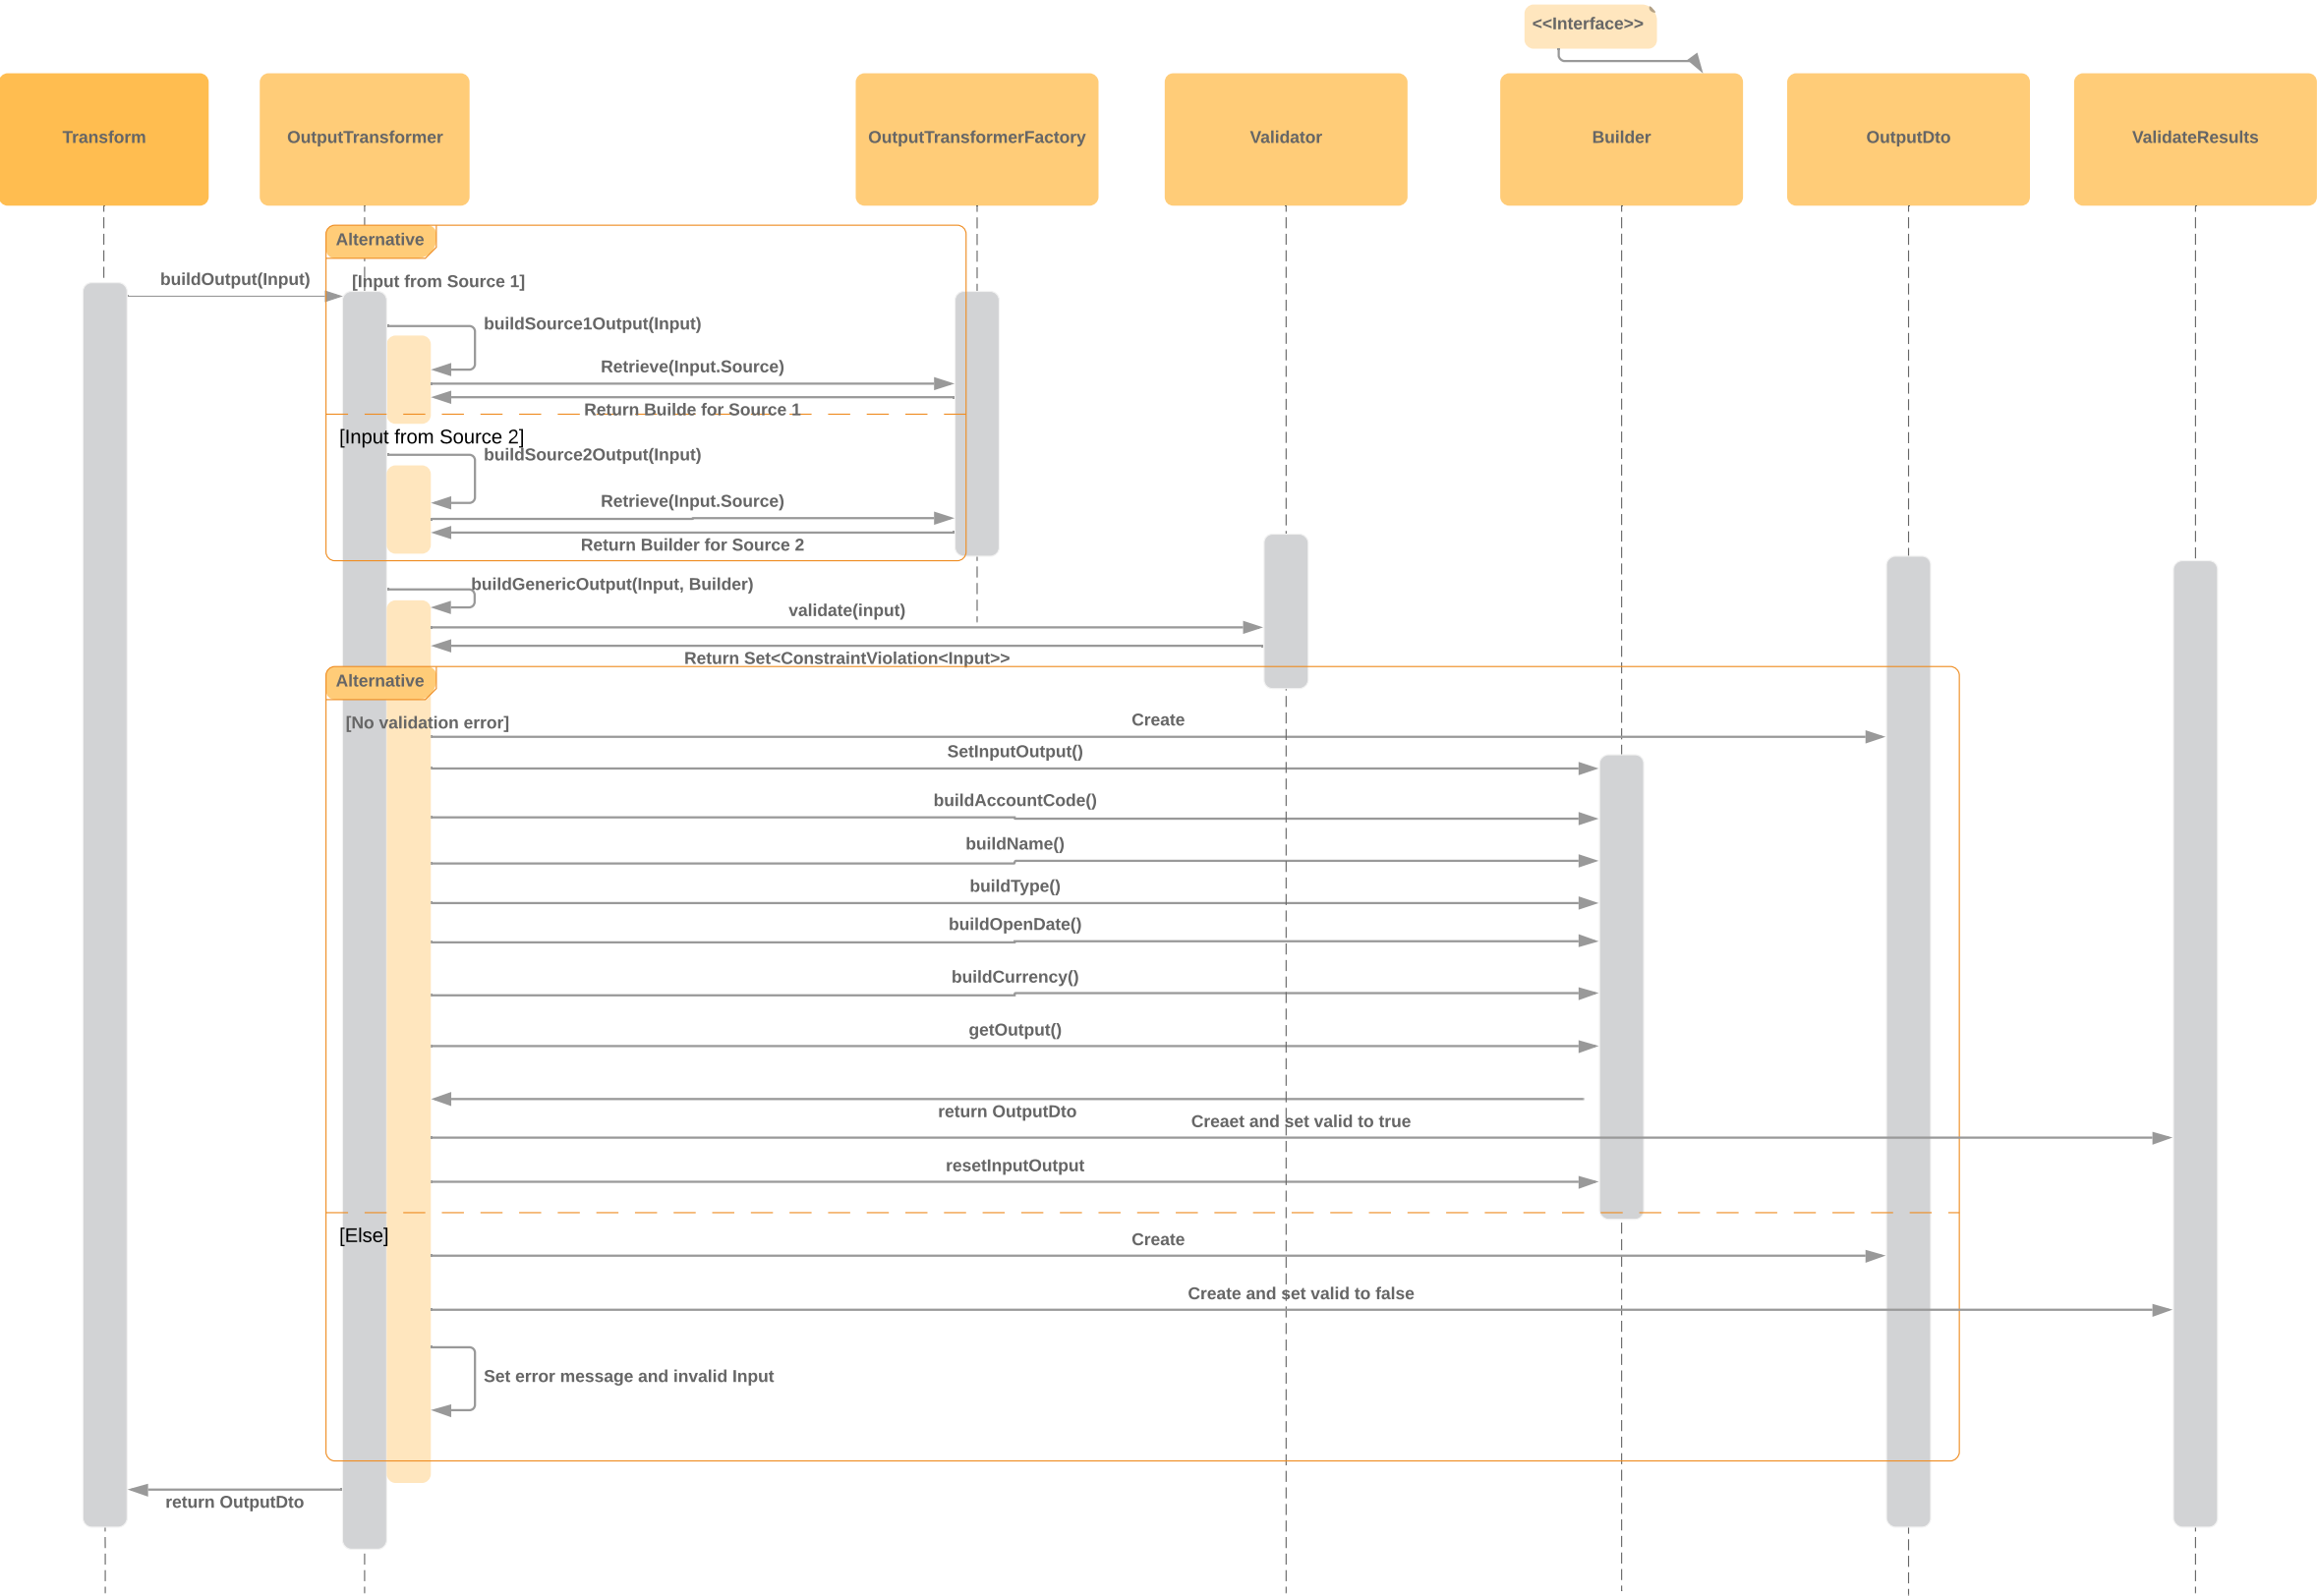 <<Interface>>
Transform
OutputTransformer
OutputTransformerFactory
Validator
Builder
OutputDto
ValidateResults
Alternative
buildOutput(Input)
[Input from Source 1]
buildSource1Output(Input)
Retrieve(Input.Source)
Return Builde for Source 1
[Input from Source 2]
buildSource2Output(Input)
Retrieve(Input.Source)
Return Builder for Source 2
buildGenericOutput(Input, Builder)
validate(input)
Return Set<ConstraintViolation<Input>>
Alternative
[No validation error]
Create
SetInputOutput()
buildAccountCode()
buildName()
buildType()
buildOpenDate()
buildCurrency()
getOutput()
return OutputDto
Creaet and set valid to true
resetInputOutput
[Else]
Create
Create and set valid to false
Set error message and invalid Input
return OutputDto